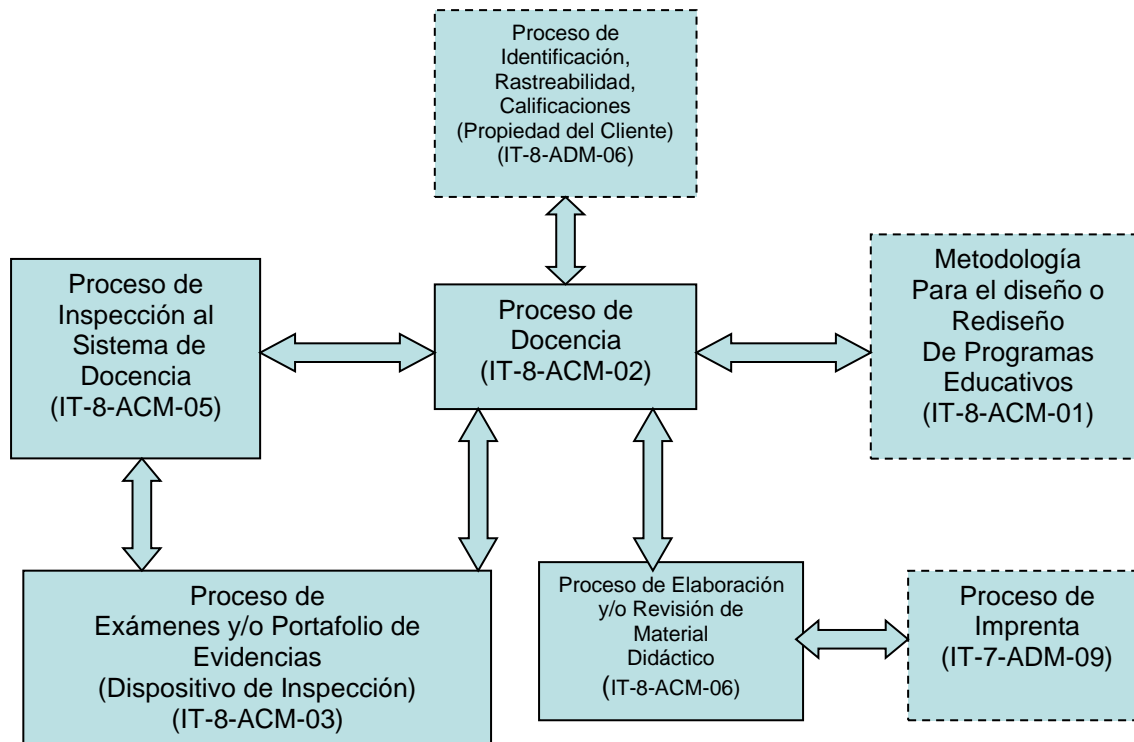 Proceso de
Identificación,
Rastreabilidad,
Calificaciones
(Propiedad del Cliente)
(IT-8-ADM-06)
Proceso de
Inspección al
Sistema de
Docencia
(IT-8-ACM-05)
Proceso de
Docencia
(IT-8-ACM-02)
Metodología
Para el diseño o
Rediseño
De Programas
Educativos
(IT-8-ACM-01)
Proceso de
Exámenes y/o Portafolio de
Evidencias
(Dispositivo de Inspección)
(IT-8-ACM-03)
Proceso de Elaboración
y/o Revisión de
Material
Didáctico
(IT-8-ACM-06)
Proceso de
Imprenta
(IT-7-ADM-09)